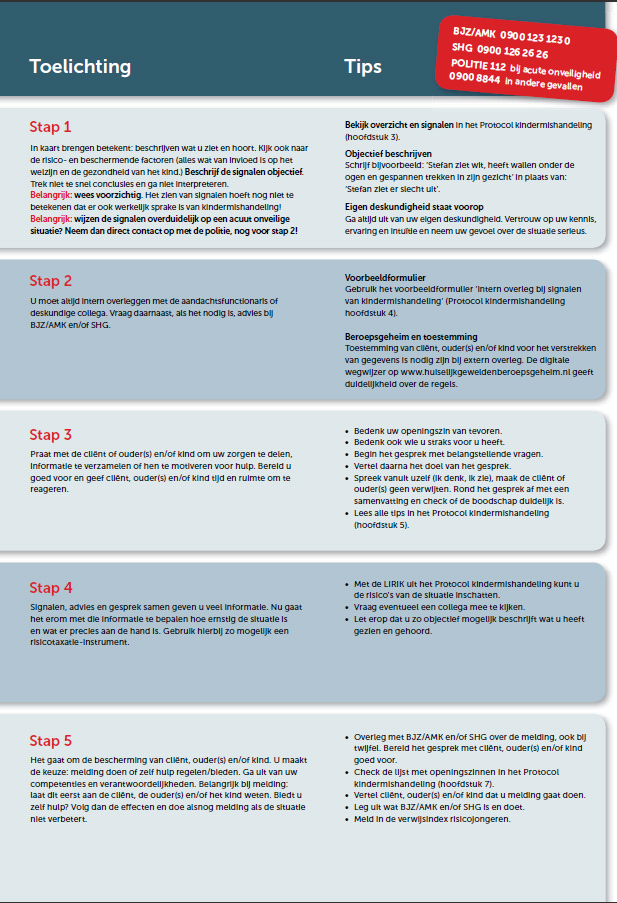 Toelichting
Tips
BJZ/AMK 0900 123 123 0
SHG 0900 126 26 26
POLITIE 112 bij acute onveiligheid
0900 8844 in andere gevallen
Stap 1
In kaart brengen betekent: beschrijven wat u ziet en hoort. Kijk ook naar
de risico- en beschermende factoren (alles wat van invloed is op het
welzijn en de gezondheid van het kind.) Beschrijf de signalen objectief.
Trek niet te snel conclusies en ga niet interpreteren.
Belangrijk: wees voorzichtig. Het zien van signalen hoeft nog niet te
betekenen dat er ook werkelijk sprake is van kindermishandeling!
Belangrijk: wijzen de signalen overduidelijk op een acuut onveilige
situatie? Neem dan direct contact op met de politie, nog voor stap 2!
Bekijk overzicht en signalen in het Protocol kindermishandeling
(hoofdstuk 3).
Objectief beschrijven
Schrijf bijvoorbeeld: 'Stefan ziet wit, heeft wallen onder de
ogen en gespannen trekken in zijn gezicht' in plaats van:
'Stefan ziet er slecht uit'.
Eigen deskundigheid staat voorop
Ga altijd uit van uw eigen deskundigheid. Vertrouw op uw kennis,
ervaring en intuïtie en neem uw gevoel over de situatie serieus.
Stap 2
U moet altijd intern overleggen met de aandachtsfunctionaris of
deskundige collega. Vraag daarnaast, als het nodig is, advies bij
BJZ/AMK en/of SHG.
Voorbeeldformulier
Gebruik het voorbeeldformulier 'Intern overleg bij signalen
van kindermishandeling' (Protocol kindermishandeling
hoofdstuk 4).
Beroepsgeheim en toestemming
Toestemming van cliënt, ouder(s) en/of kind voor het verstrekken
van gegevens is nodig zijn bij extern overleg. De digitale
wegwijzer op www.huiselijkgeweldenberoepsgeheim.nl geeft
duidelijkheid over de regels.
Stap 3
Praat met de cliënt of ouder(s) en/of kind om uw zorgen te delen,
informatie te verzamelen of hen te motiveren voor hulp. Bereid u
goed voor en geef cliënt, ouder(s) en/of kind tijd en ruimte om te
reageren.
• Bedenk uw openingszin van tevoren.
• Bedenk ook wie u straks voor u heeft.
• Begin het gesprek met belangstellende vragen.
• Vertel daarna het doel van het gesprek.
• Spreek vanuit uzelf (ik denk, ik zie), maak de cliënt of
ouder(s) geen verwijten. Rond het gesprek af met een
samenvatting en check of de boodschap duidelijk is.
• Lees alle tips in het Protocol kindermishandeling
(hoofdstuk 5).
Stap 4
Signalen, advies en gesprek samen geven u veel informatie. Nu gaat
het erom met die informatie te bepalen hoe ernstig de situatie is
en wat er precies aan de hand is. Gebruik hierbij zo mogelijk een
risicotaxatie-instrument.
• Met de LIRIK uit het Protocol kindermishandeling kunt u
de risico's van de situatie inschatten.
• Vraag eventueel een collega mee te kijken.
• Let erop dat u zo objectief mogelijk beschrijft wat u heeft
gezien en gehoord.
Stap 5
Het gaat om de bescherming van cliënt, ouder(s) en/of kind. U maakt
de keuze: melding doen of zelf hulp regelen/bieden. Ga uit van uw
competenties en verantwoordelijkheden. Belangrijk bij melding:
laat dit eerst aan de cliënt, de ouder(s) en/of het kind weten. Biedt u
zelf hulp? Volg dan de effecten en doe alsnog melding als de situatie
niet verbetert.
• Overleg met BJZ/AMK en/of SHG over de melding, ook bij
twijfel. Bereid het gesprek met cliënt, ouder(s) en/of kind
goed voor.
• Check de lijst met openingszinnen in het Protocol
kindermishandeling (hoofdstuk 7).
• Vertel cliënt, ouder(s) en/of kind dat u melding gaat doen.
• Leg uit wat BJZ/AMK en/of SHG is en doet.
• Meld in de verwijsindex risicojongeren.